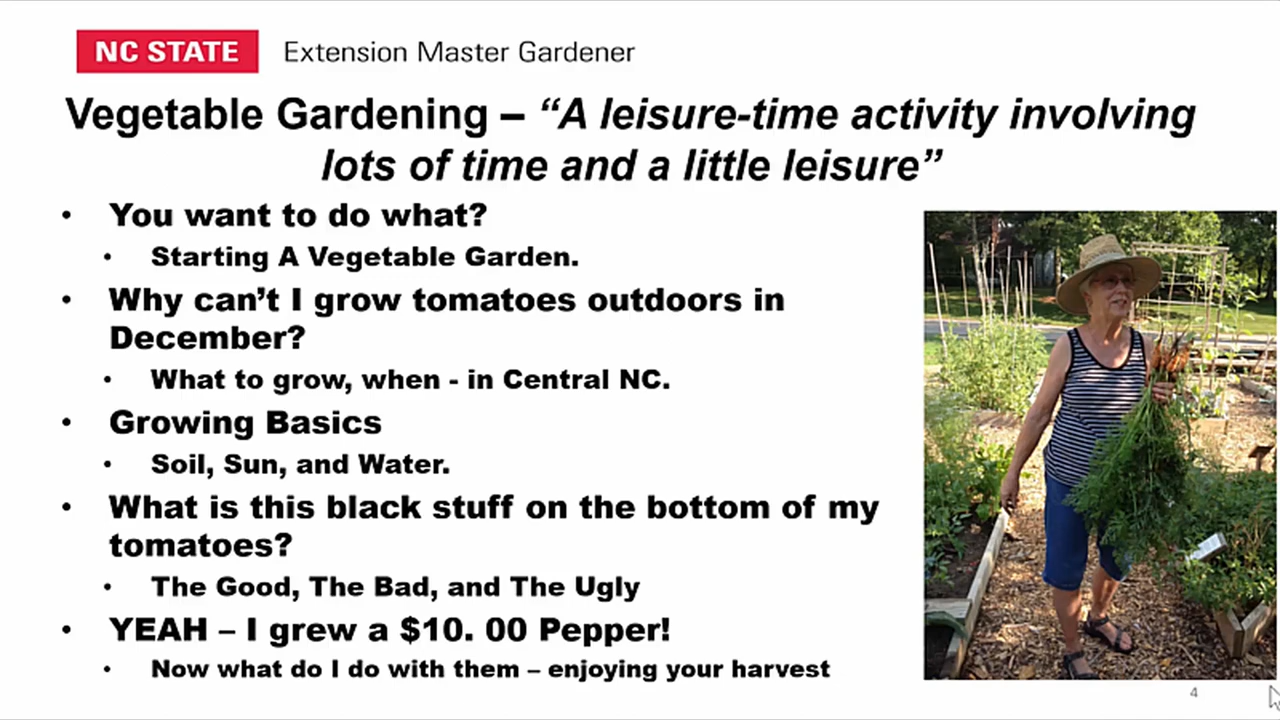 NC STATE Extension Master Gardener
Vegetable Gardening – “A leisure-time activity involving
lots of time and a little leisure”
• You want to do what?
• Starting A Vegetable Garden.
• Why can’t I grow tomatoes outdoors in
December?
• What to grow, when - in Central NC.
• Growing Basics
• Soil, Sun, and Water.
• What is this black stuff on the bottom of my
tomatoes?
• The Good, The Bad, and The Ugly
• YEAH – I grew a $10. 00 Pepper!
• Now what do I do with them – enjoying your harvest
4